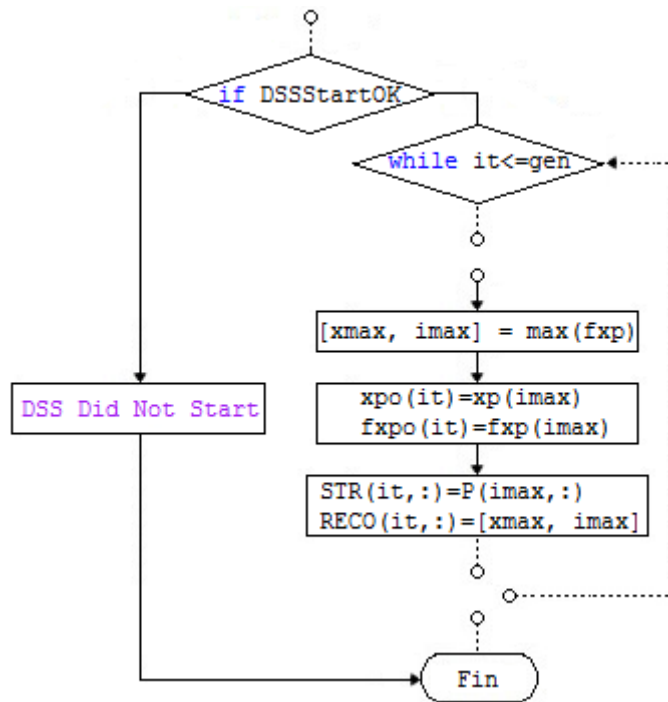 if DSSStartOK
while it<=gen
[xmax, imax] = max(fxp)
DSS Did Not Start
xpo(it)=xp(imax)
fxpo(it)=fxp(imax)
STR(it,:)=P(imax,:)
RECO(it,:)=[xmax, imax]
Fin